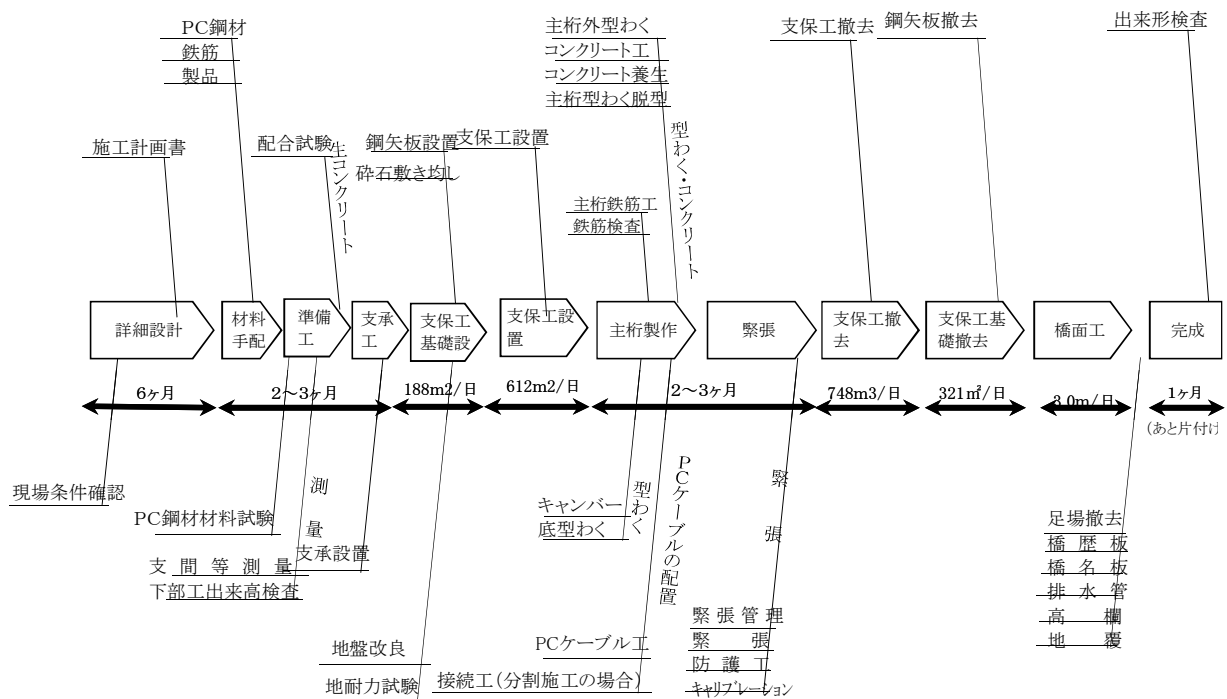 PC鋼材
鉄筋
製品
主桁外型わく
コンクリート工
コンクリート養生
主桁型わく脱型
支保工撤去
鋼矢板撤去
出来形検査
施工計画書
配合試験
生コンクリート
鋼矢板設置
砕石敷き均し
支保工設置
型わく・コンクリート
主桁鉄筋工
鉄筋検査
詳細設計
材料
手配
準備
工
支承
工
支保工
基礎設
支保工設
置
主桁製作
緊張
支保工撤
去
支保工基
礎撤去
橋面工
完成
6ヶ月
2〜3ヶ月
188m2/日
612m2/日
2〜3ヶ月
748m3/日
321㎡/日
3.0m/日
1ヶ月
(あと片付け
現場条件確認
PC鋼材材料試験
測量
支間等測量
下部工出来高検査
支承設置
地盤改良
地耐力試験
キャンバー
底型わく
型わく
PCケーブルの配置
PCケーブル工
接続工(分割施工の場合)
緊張
緊張管理
緊張
防護工
キャリブレーション
足場撤去
橋歴板
橋名板
排水管
高欄
地覆